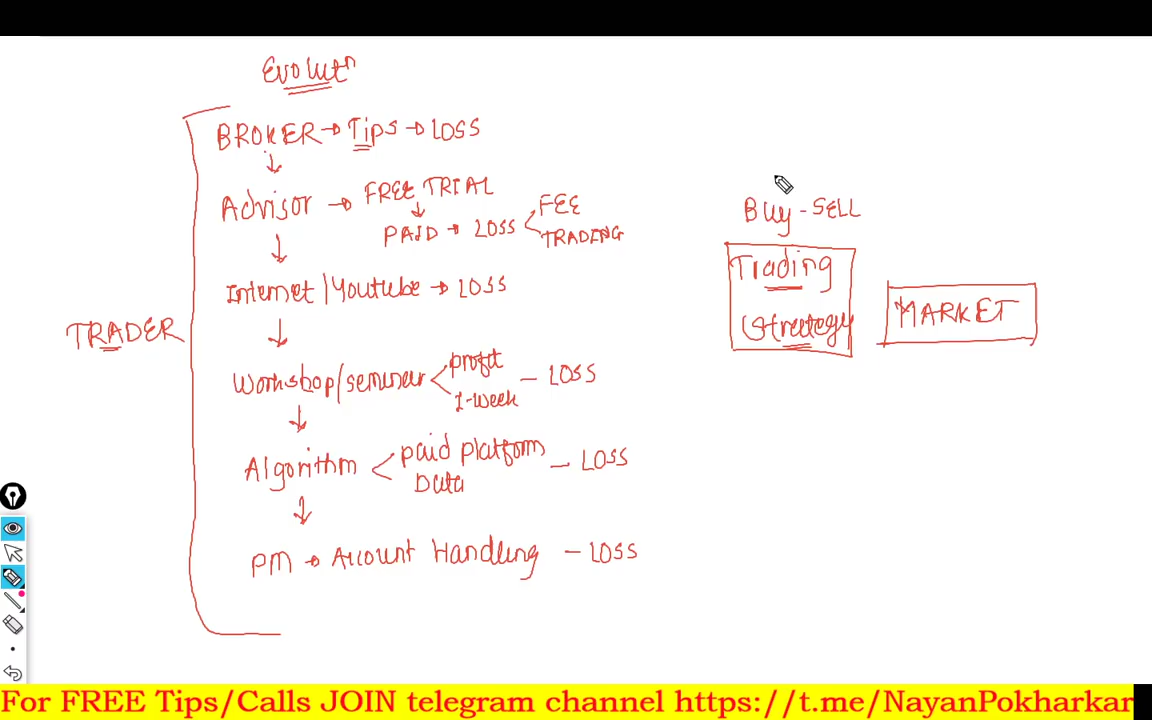 Evolutn
BROKER → Tips → LOSS
Advisor → FREE TRIAL
PAID → LOSS
FEE
TRADING
Internet / Youtube → LOSS
TRADER
Workshop/seminar
profit
1-week
- LOSS
Algorithm
paid platform
Data
- LOSS
PM → Account Handling - LOSS
Buy - SELL
Trading
Strategy
MARKET
For FREE Tips/Calls JOIN telegram channel https://t.me/NayanPokharkar